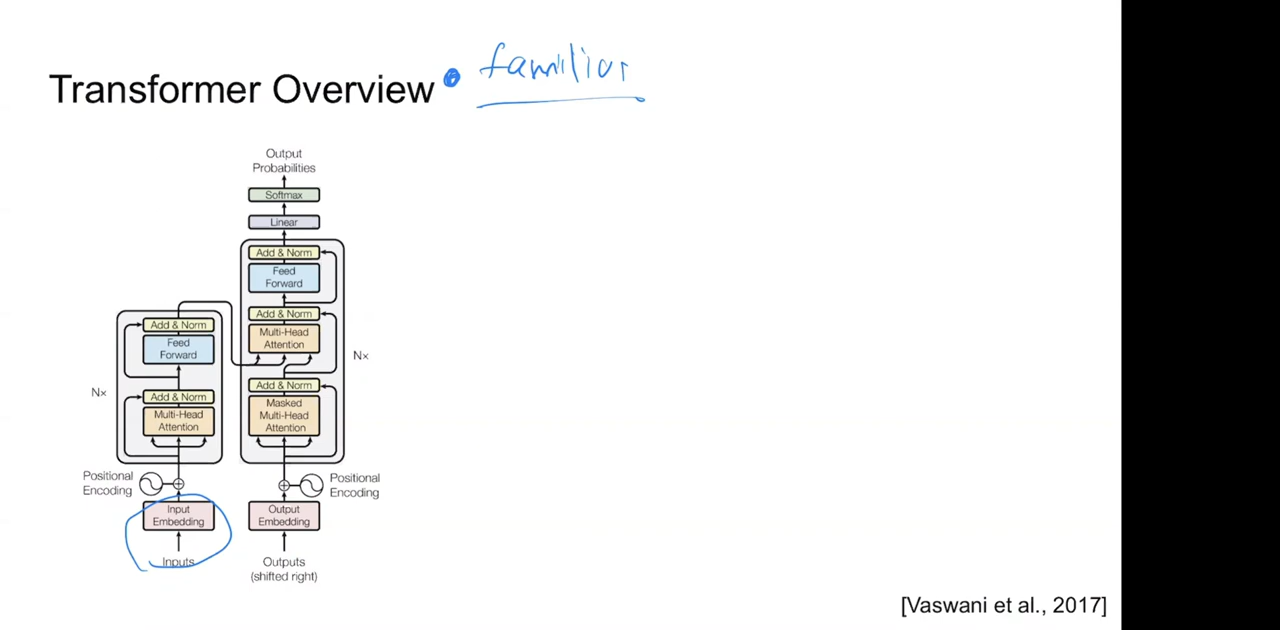 familiar
Transformer Overview
Output
Probabilities
Softmax
Linear
Add & Norm
Feed
Forward
Add & Norm
Multi-Head
Attention
Add & Norm
Masked
Multi-Head
Attention
Nx
Add & Norm
Feed
Forward
Add & Norm
Multi-Head
Attention
Nx
Positional
Encoding
Positional
Encoding
Input
Embedding
Output
Embedding
Inputs
Outputs
(shifted right)
[Vaswani et al., 2017]